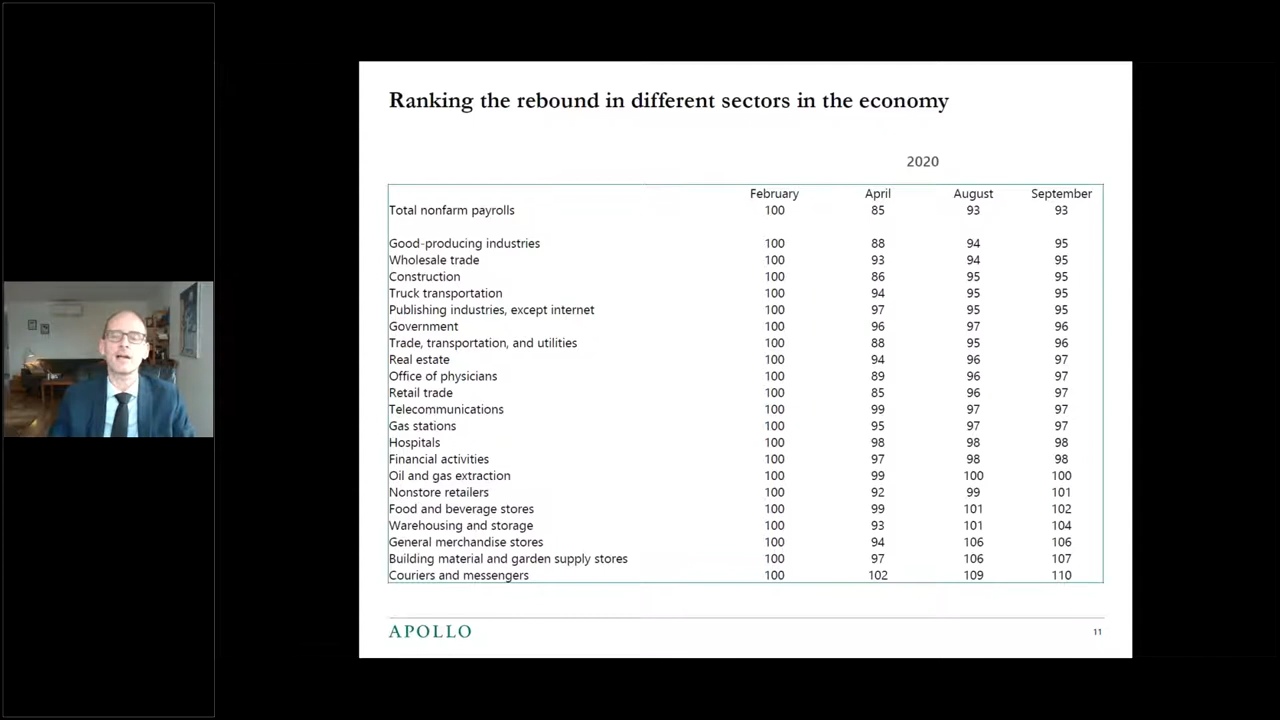 Ranking the rebound in different sectors in the economy
2020
February April August September
Total nonfarm payrolls 100 85 93 93
Good-producing industries 100 88 94 95
Wholesale trade 100 93 94 95
Construction 100 86 95 95
Truck transportation 100 94 95 95
Publishing industries, except internet 100 97 95 95
Government 100 96 97 96
Trade, transportation, and utilities 100 88 95 96
Real estate 100 94 96 97
Office of physicians 100 89 96 97
Retail trade 100 85 96 97
Telecommunications 100 99 97 97
Gas stations 100 95 97 97
Hospitals 100 98 98 98
Financial activities 100 97 98 98
Oil and gas extraction 100 99 100 100
Nonstore retailers 100 92 99 101
Food and beverage stores 100 99 101 102
Warehousing and storage 100 93 101 104
General merchandise stores 100 94 106 106
Building material and garden supply stores 100 97 106 107
Couriers and messengers 100 102 109 110
APOLLO
11